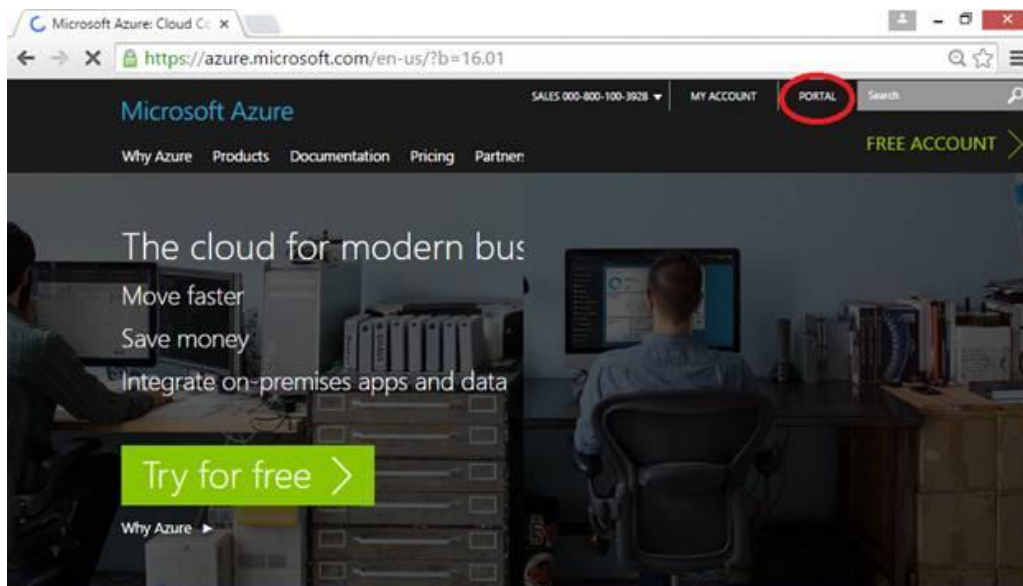 Microsoft Azure: Cloud Cc
https://azure.microsoft.com/en-us/?b=16.01
SALES 000-800-100-3928 MY ACCOUNT PORTAL Search
Microsoft Azure
FREE ACCOUNT
Why Azure Products Documentation Pricing Partner
The cloud for modern bus
Move faster
Save money
Integrate on-premises apps and data
Try for free
Why Azure